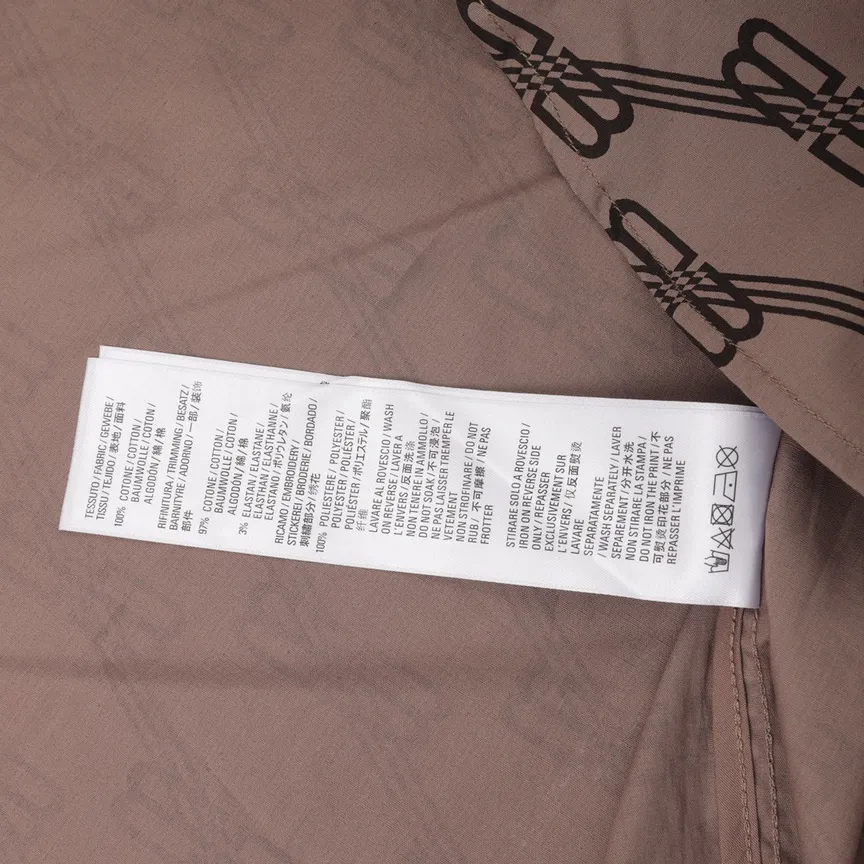 TESSUTO / FABRIC / GEWEBE /
TISSU / TEJIDO / 表地 / 面料
100% COTONE / COTTON /
BAUMWOLLE / COTON /
ALGODÓN / 綿 / 棉
RIFINITURA / TRIMMING / BESATZ /
GARNITYRE / ADORNO / 一部 / 装饰
部件
97% COTONE / COTTON /
BAUMWOLLE / COTON /
ALGODÓN / 綿 / 棉
3% ELASTAN / ELASTANE /
ELASTHAN / ELASTHANNE /
ELASTANO / ポリウレタン / 氨纶
RICAMO / EMBROIDERY /
STICKEREI / BRODERIE / BORDADO /
刺繍部分 / 绣花
100% POLIESTERE / POLYESTER /
POLYESTER / POLYESTER /
POLIESTER / ポリエステル / 聚酯
纤维
LAVARE AL ROVESCIO / WASH
ON REVERSE / LAVER A
L'ENVERS / 反面洗涤
NON TENERE IN AMMOLLO /
DO NOT SOAK / 不可浸泡 /
NE PAS LAISSER TREMPER LE
VETEMENT
NON STROFINARE / DO NOT
RUB / 不可摩擦 / NE PAS
FROTTER
STIRARE SOLO A ROVESCIO /
IRON ON REVERSE SIDE
ONLY / REPASSER
EXCLUSIVEMENT SUR
L'ENVERS / 仅反面熨烫
LAVARE
SEPARATAMENTE
/ WASH SEPARATELY / LAVER
SEPAREMENT / 分开水洗
NON STIRARE LA STAMPA /
DO NOT IRON THE PRINT / 不
可熨烫印花部分 / NE PAS
REPASSER L'IMPRIME